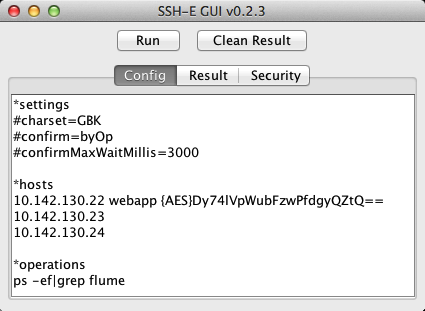 SSH-E GUI v0.2.3
Run Clean Result
Config Result Security
*settings
#charset=GBK
#confirm=byOp
#confirmMaxWaitMillis=3000
*hosts
10.142.130.22 webapp {AES}Dy74lVpWubFzwPfdgyQZtQ==
10.142.130.23
10.142.130.24
*operations
ps -ef|grep flume